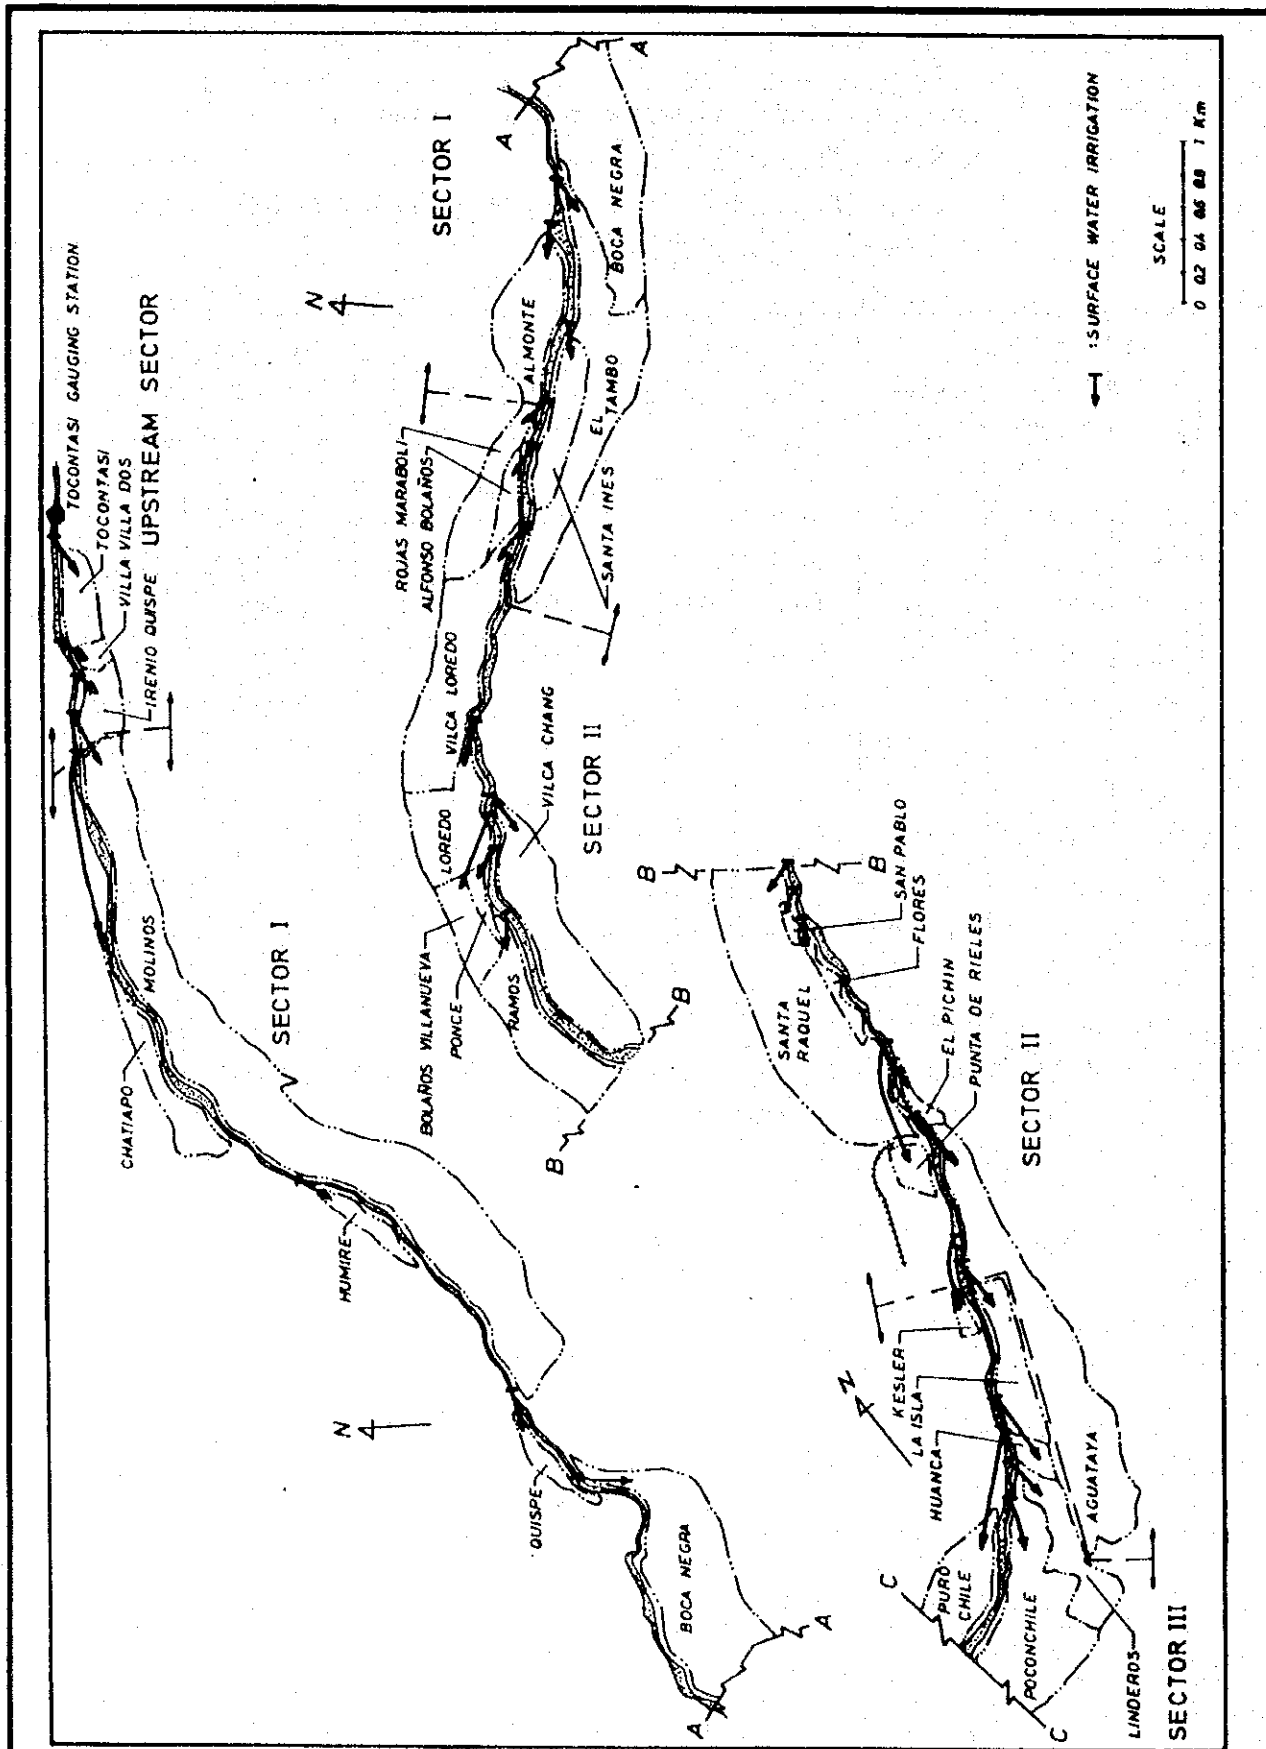 TOCONTASI GAUGING STATION
TOCONTASI
VILLA VILLA DOS
IRENIO QUISPE
UPSTREAM SECTOR
MOLINOS
CHATIAPO
SECTOR I
HUMIRE
N
QUISPE
BOCA NEGRA
A
A
SECTOR I
A
A
N
BOCA NEGRA
ALMONTE
EL TAMBO
ROJAS MARABOLI
ALFONSO BOLAÑOS
SANTA INES
VILCA LOREDO
VILCA CHANG
SECTOR II
LOREDO
BOLAÑOS VILLANUEVA
PONCE
RAMOS
B
B
B
B
SAN PABLO
FLORES
SANTA
RAQUEL
EL PICHIN
PUNTA DE RIELES
SECTOR II
N
KESLER
LA ISLA
HUANCA
AGUATAYA
PURO
CHILE
POCONCHILE
C
C
LINDEROS
SECTOR III
:SURFACE WATER IRRIGATION
SCALE
0 0.2 0.4 0.6 0.8 1 Km